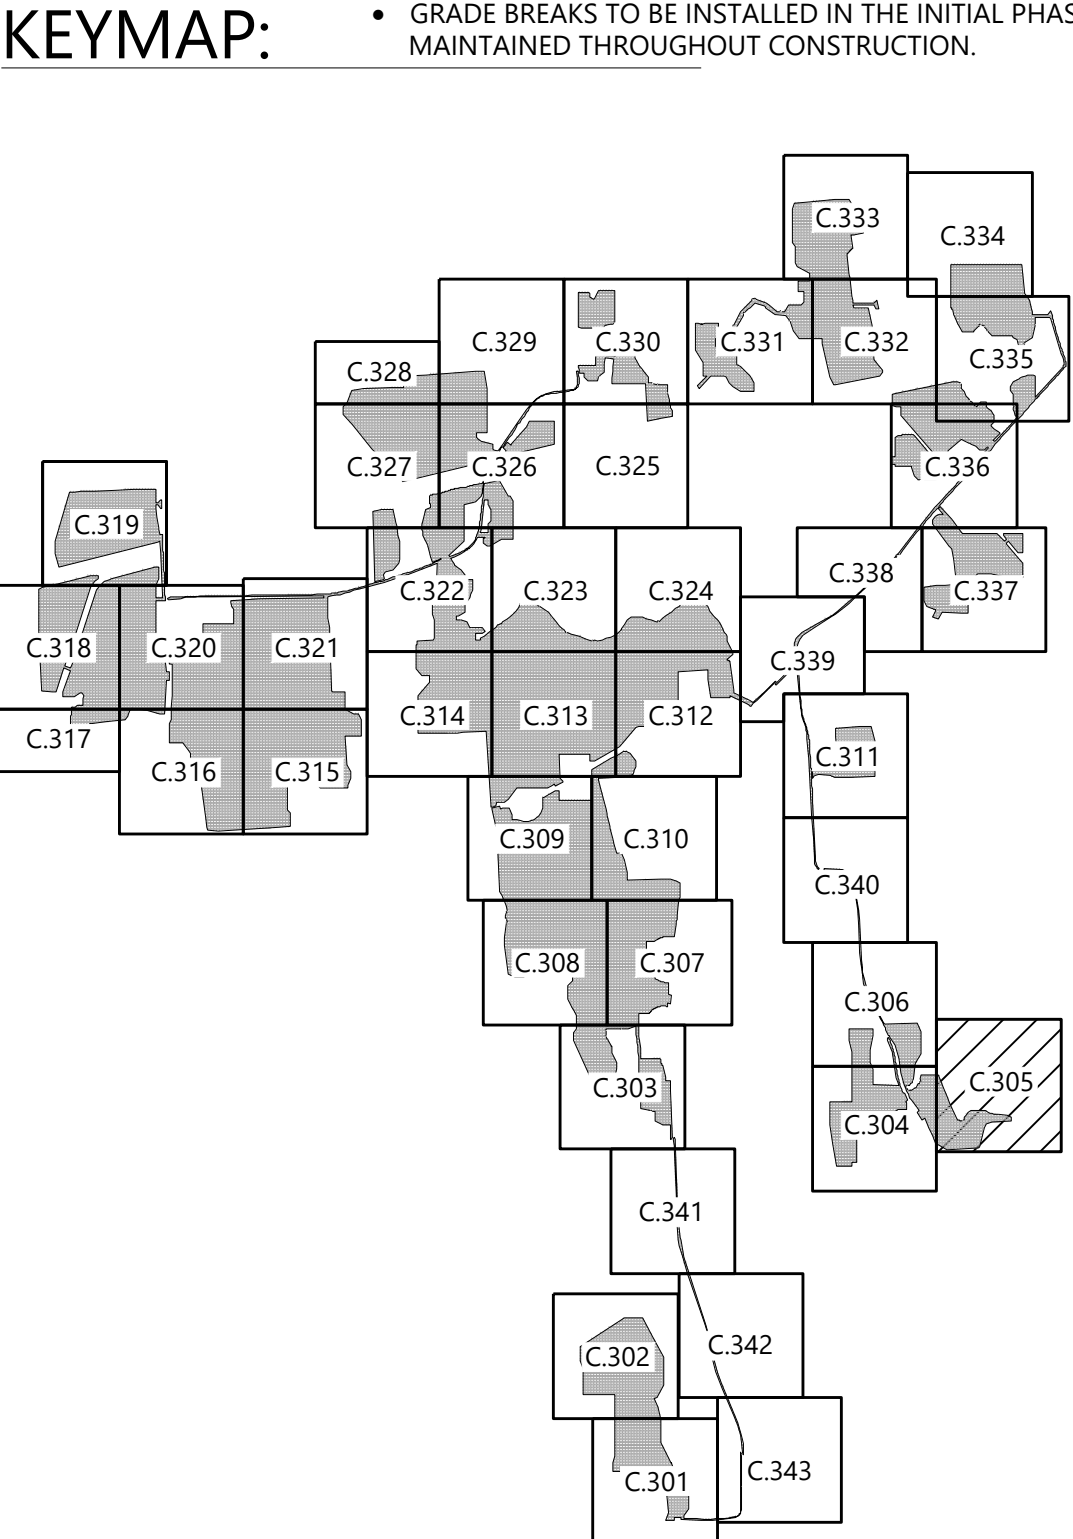 KEYMAP:
• GRADE BREAKS TO BE INSTALLED IN THE INITIAL PHAS
MAINTAINED THROUGHOUT CONSTRUCTION.
C.333
C.334
C.329
C.330
C.331
C.332
C.335
C.328
C.327
C.326
C.325
C.336
C.319
C.338
C.322
C.323
C.324
C.337
C.318
C.320
C.321
C.339
C.314
C.313
C.312
C.317
C.311
C.316
C.315
C.309
C.310
C.340
C.308
C.307
C.306
C.305
C.303
C.304
C.341
C.342
C.302
C.343
C.301